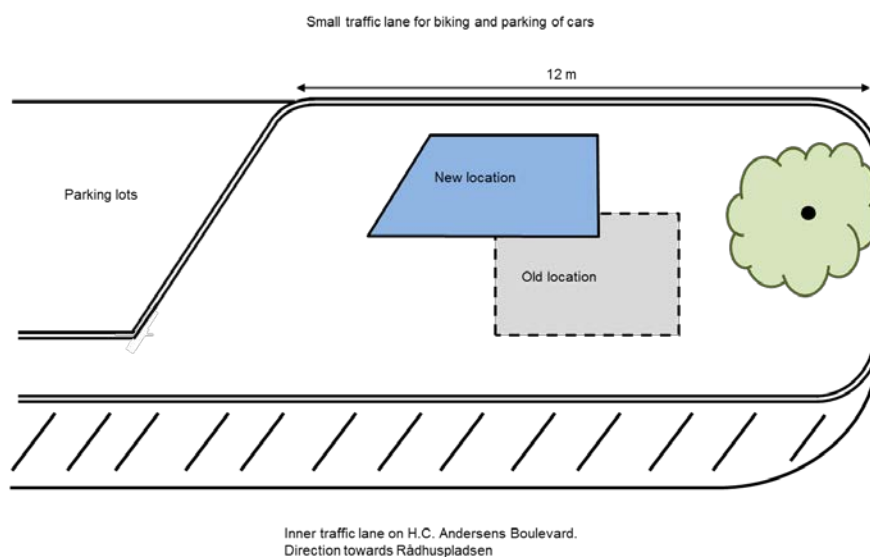 Small traffic lane for biking and parking of cars
12 m
New location
Parking lots
Old location
Inner traffic lane on H.C. Andersens Boulevard.
Direction towards Rådhuspladsen